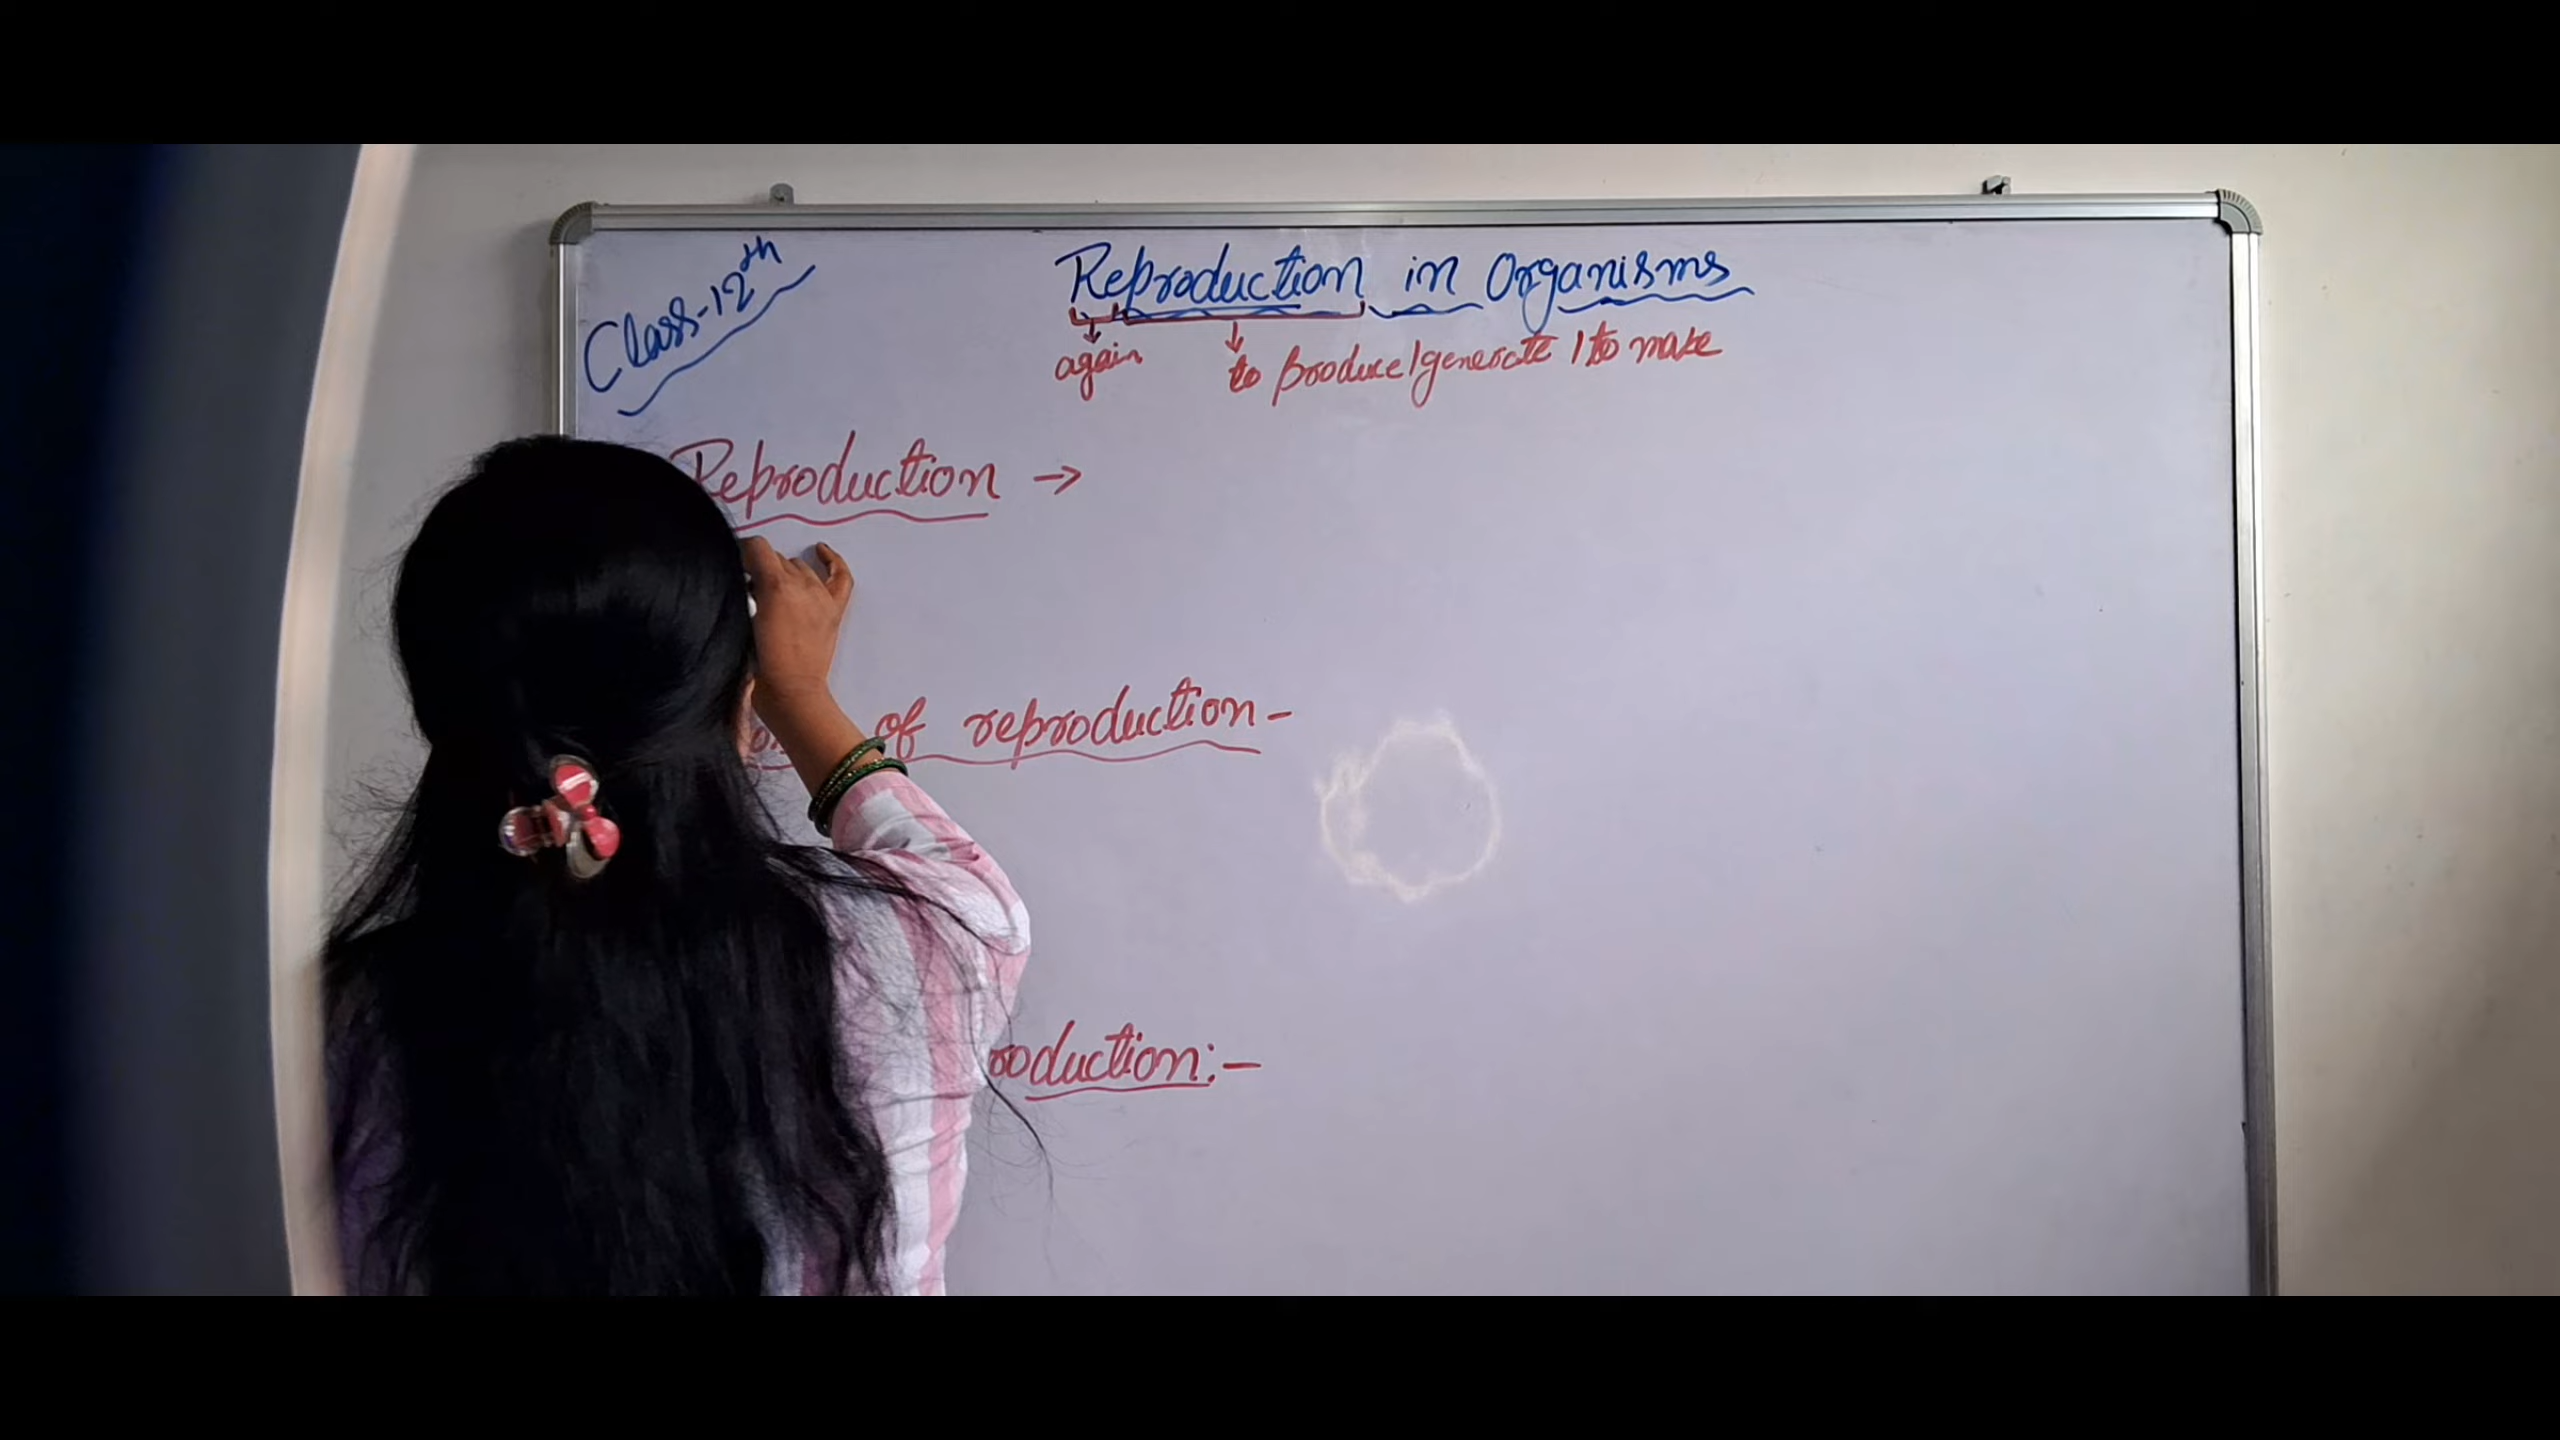 Class-12th
Reproduction in Organisms
again to produce/generate/to make
Reproduction →
of reproduction-
oduction:-